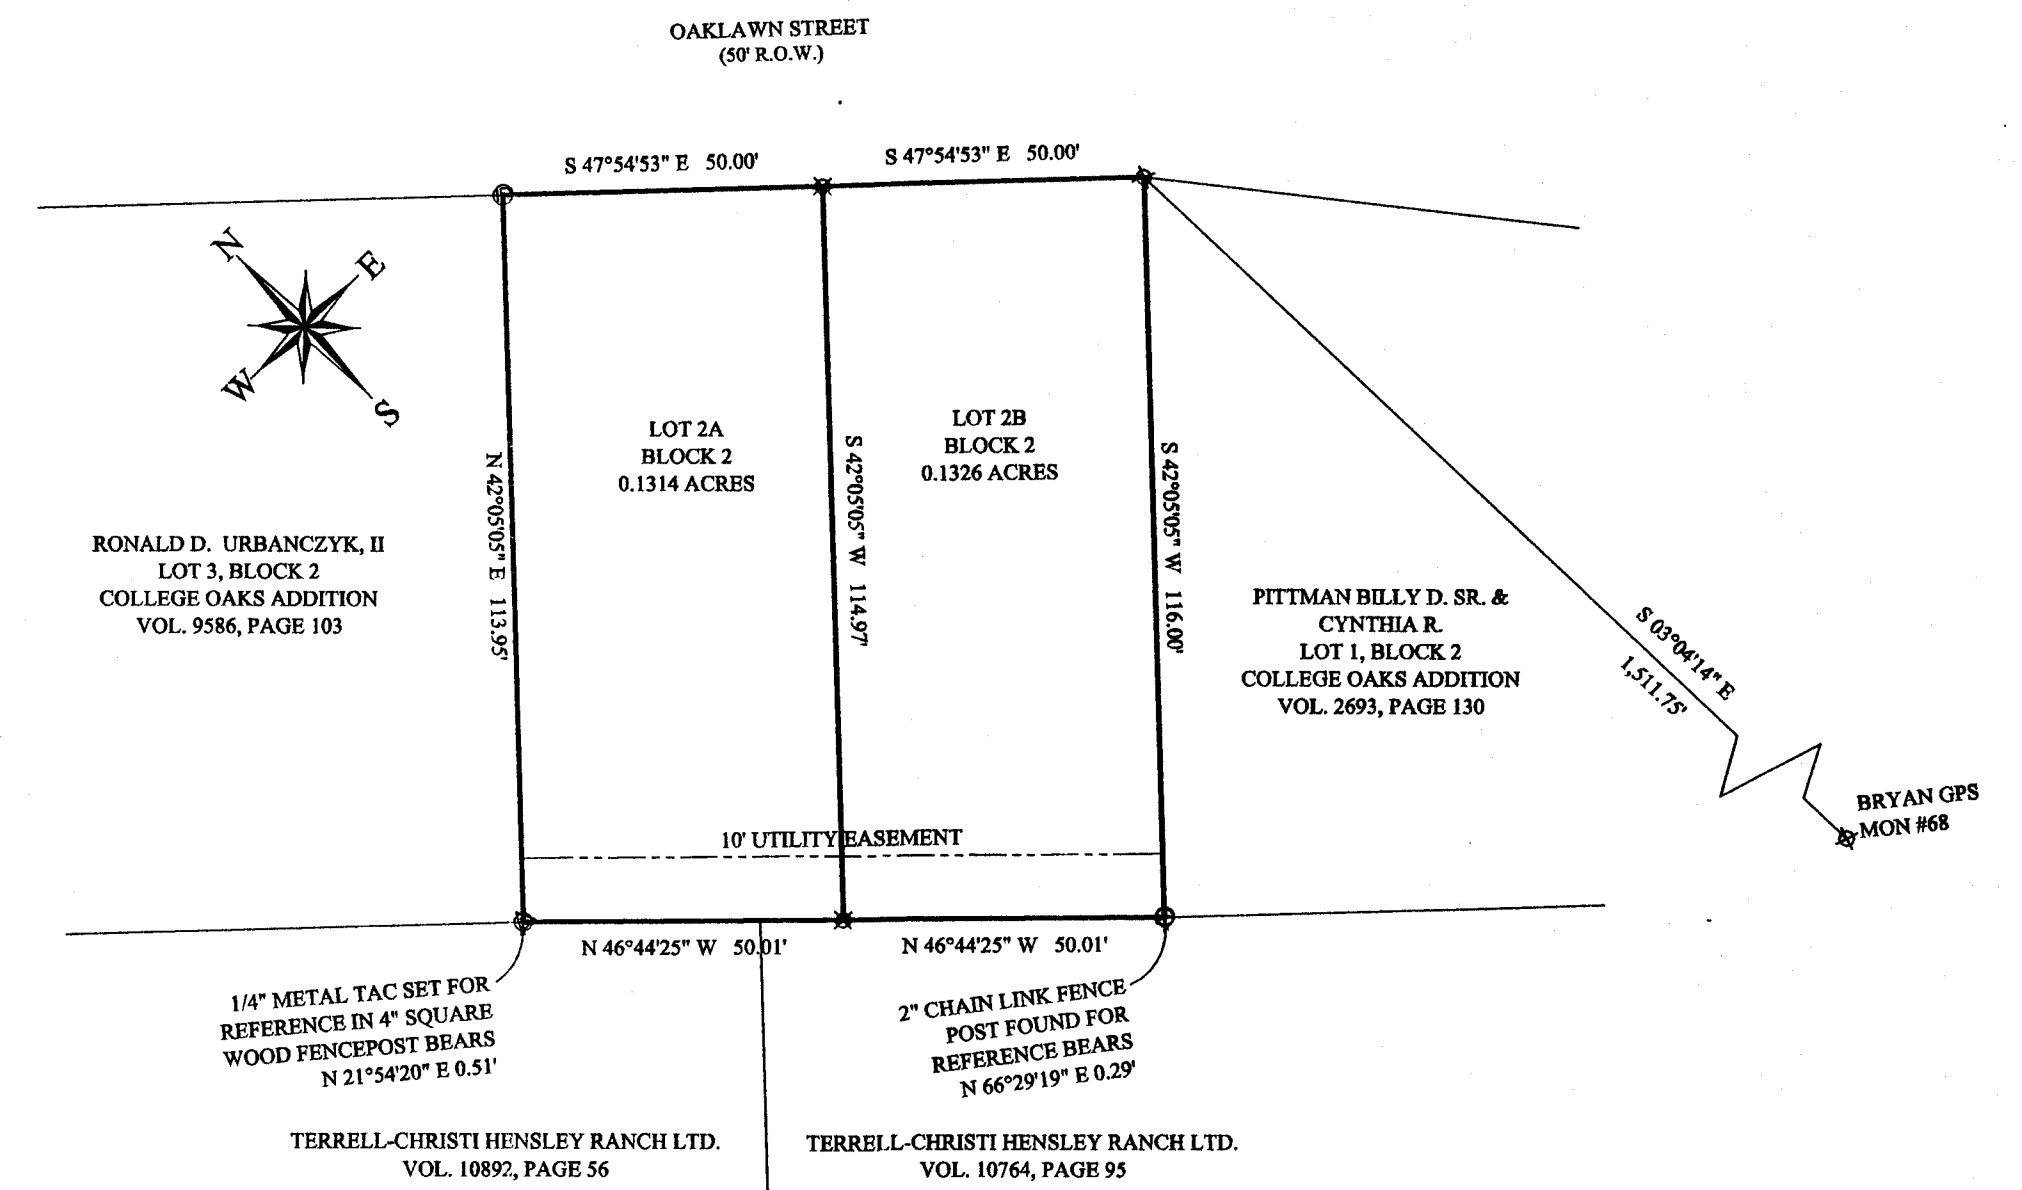 OAKLAWN STREET
(50' R.O.W.)
S 47°54'53" E 50.00'
S 47°54'53" E 50.00'
N
E
W
S
N 42°05'05" E 113.95'
LOT 2A
BLOCK 2
0.1314 ACRES
S 42°05'05" W 114.97'
LOT 2B
BLOCK 2
0.1326 ACRES
S 42°05'05" W 116.00'
RONALD D. URBANCZYK, II
LOT 3, BLOCK 2
COLLEGE OAKS ADDITION
VOL. 9586, PAGE 103
PITTMAN BILLY D. SR. &
CYNTHIA R.
LOT 1, BLOCK 2
COLLEGE OAKS ADDITION
VOL. 2693, PAGE 130
S 03°04'14" E
1,511.75'
BRYAN GPS
MON #68
10' UTILITY EASEMENT
N 46°44'25" W 50.01'
N 46°44'25" W 50.01'
1/4" METAL TAC SET FOR
REFERENCE IN 4" SQUARE
WOOD FENCEPOST BEARS
N 21°54'20" E 0.51'
2" CHAIN LINK FENCE
POST FOUND FOR
REFERENCE BEARS
N 66°29'19" E 0.29'
TERRELL-CHRISTI HENSLEY RANCH LTD.
VOL. 10892, PAGE 56
TERRELL-CHRISTI HENSLEY RANCH LTD.
VOL. 10764, PAGE 95